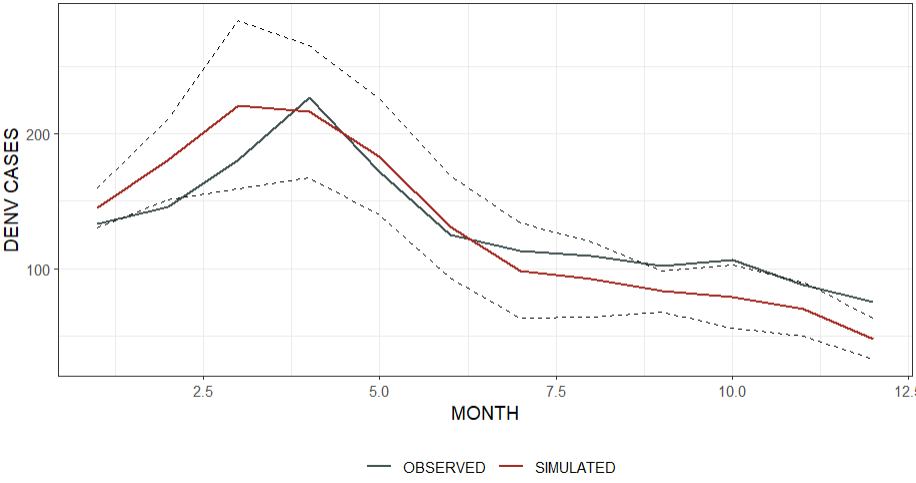 DENV CASES
200
100
2.5
5.0
7.5
10.0
12.5
MONTH
OBSERVED SIMULATED